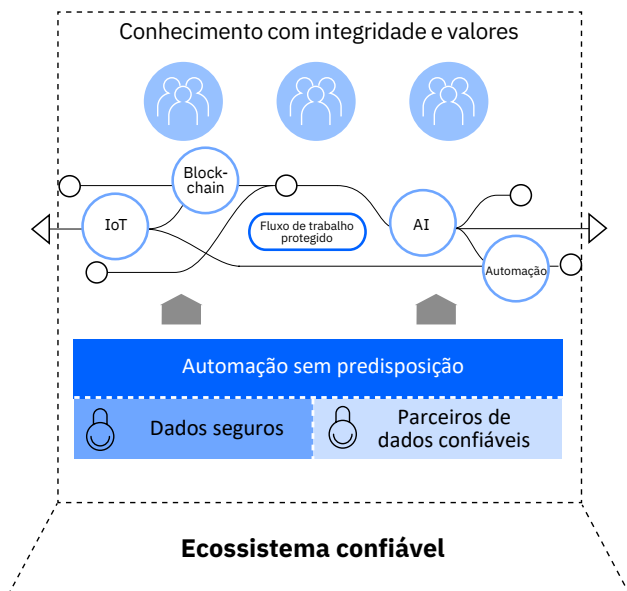 Conhecimento com integridade e valores
Block-
chain
IoT
Fluxo de trabalho
protegido
AI
Automação
Automação sem predisposição
Dados seguros
Parceiros de
dados confiáveis
Ecossistema confiável